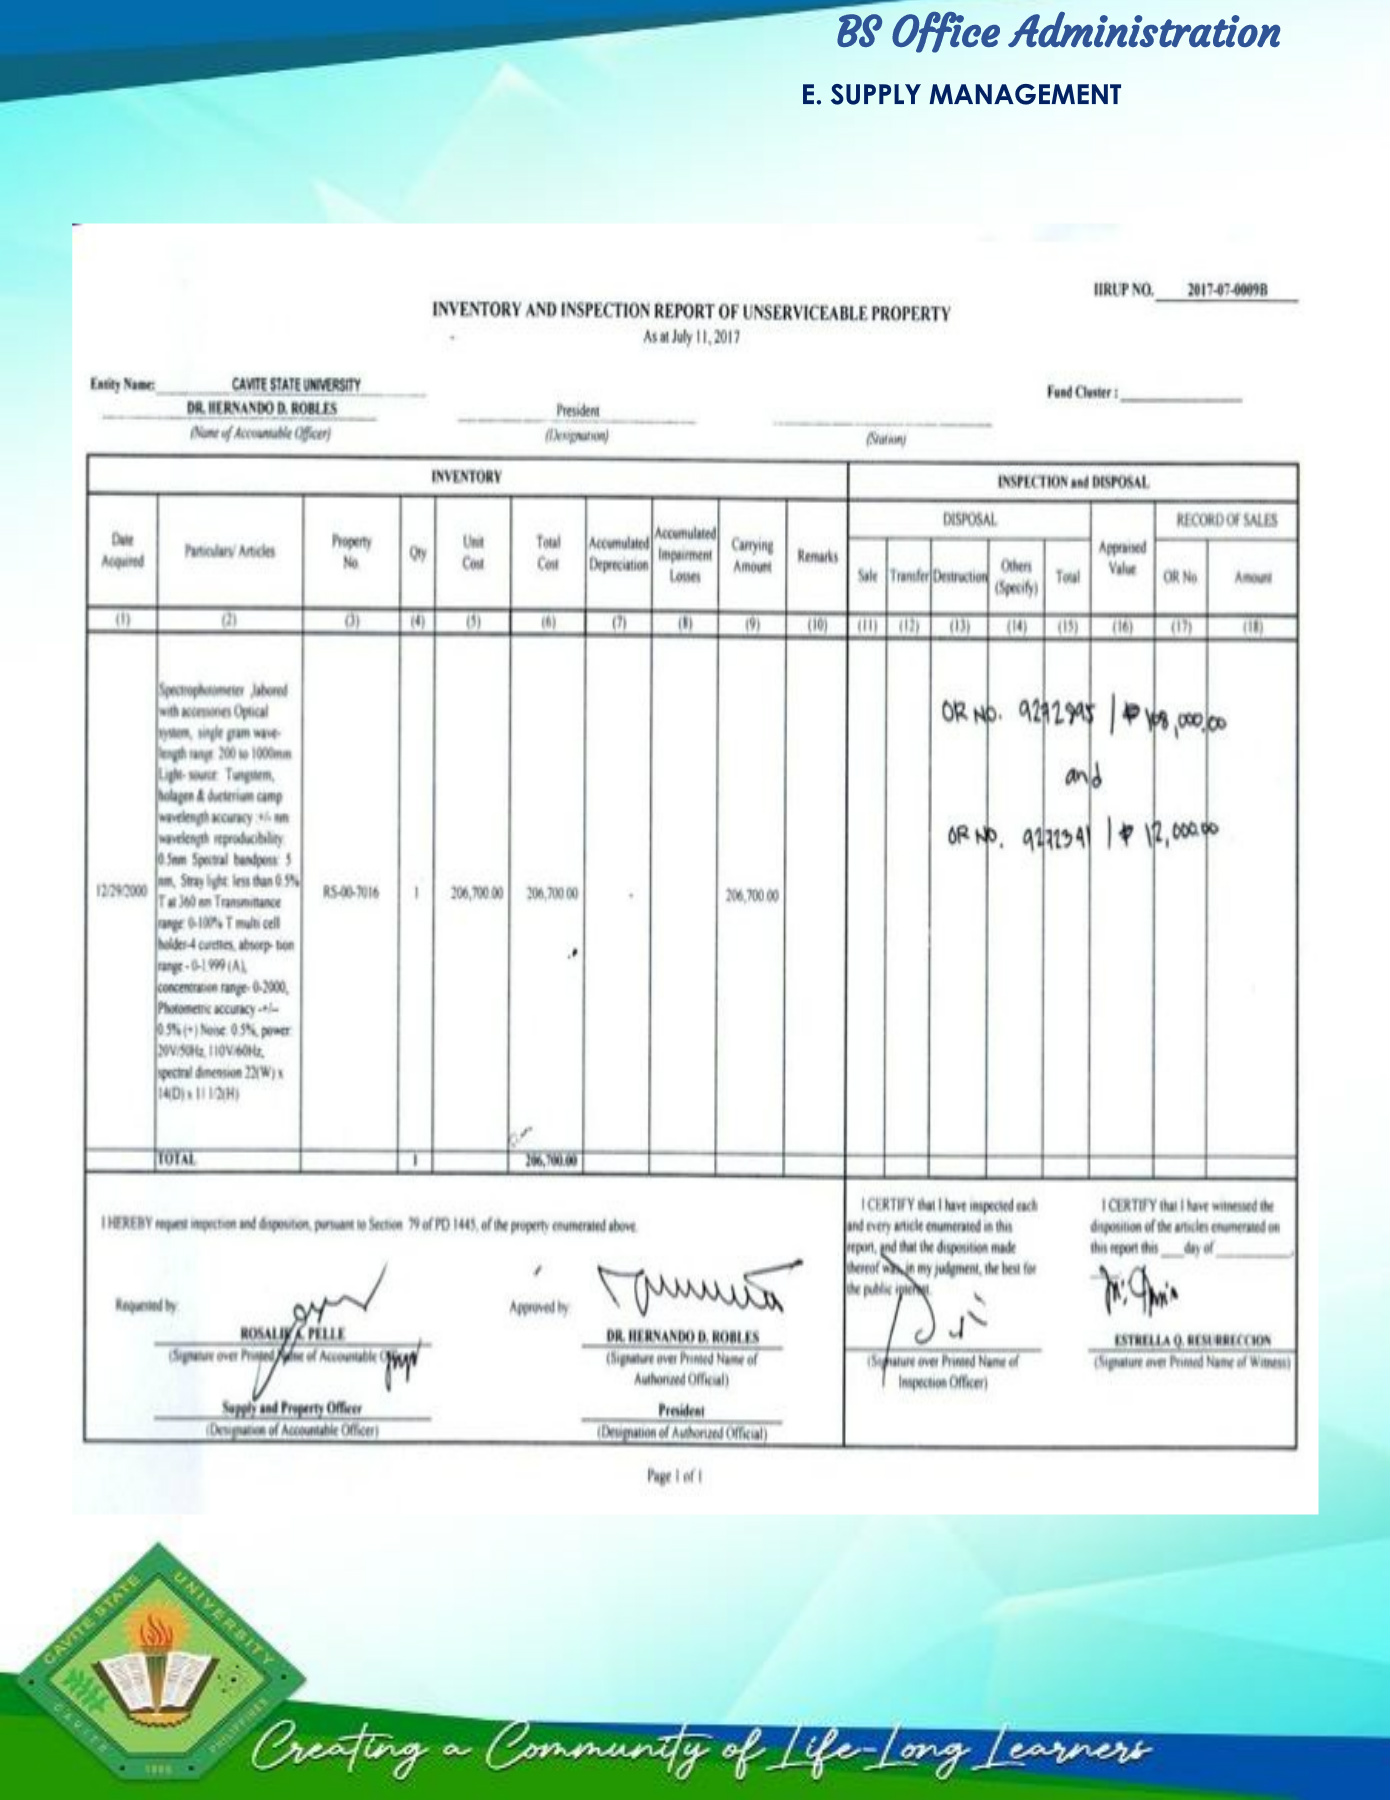 BS Office Administration
E. SUPPLY MANAGEMENT
IIRUP NO. 2017-07-0009B
INVENTORY AND INSPECTION REPORT OF UNSERVICEABLE PROPERTY
As at July 11, 2017
Entity Name: CAVITE STATE UNIVERSITY
Fund Cluster :
DR. HERNANDO D. ROBLES President
(Name of Accountable Officer) (Designation) (Station)
INVENTORY INSPECTION and DISPOSAL
DISPOSAL RECORD OF SALES
Date Acquired Particulars/ Articles Property No. Qty Unit Cost Total Cost Accumulated Depreciation Accumulated Impairment Losses Carrying Amount Remarks Sale Transfer Destruction Others (Specify) Total Appraised Value OR No Amount
(1) (2) (3) (4) (5) (6) (7) (8) (9) (10) (11) (12) (13) (14) (15) (16) (17) (18)
Spectrophotometer ,labored
with accessories Optical
system, single gram wave-
length range: 200 to 1000mm
Light- source: Tungstem,
holagen & ducterium camp
wavelength accuracy :+/- nm
wavelength reproducibility:
0.5nm Spectral bandposs: 5
nm, Stray light: less than 0.5%
T at 360 nm Transmittance
range: 0-100% T multi cell
holder-4 curettes, absorp- tion
range - 0-1.999 (A),
concentration range- 0-2000,
Photometric accuracy -+/--
0.5% (+) Noise: 0.5%, power:
20V/50Hz, 110V/60Hz,
spectral dimension 22(W) x
14(D) x 11 1/2(H)
12/29/2000 RS-00-7016 1 206,700.00 206,700.00 - 206,700.00
OR NO. | ₱ 108,000.00
and
OR NO. | ₱ 12,000.00
TOTAL 1 206,700.00
I HEREBY request inspection and disposition, pursuant to Section 79 of PD 1445, of the property enumerated above.
I CERTIFY that I have inspected each
and every article enumerated in this
report, and that the disposition made
thereof was, in my judgment, the best for
the public interest.
I CERTIFY that I have witnessed the
disposition of the articles enumerated on
this report this ___day of
Requested by: Approved by:
ROSALIE A. PELLE
(Signature over Printed Name of Accountable Officer)
Supply and Property Officer
(Designation of Accountable Officer)
DR. HERNANDO D. ROBLES
(Signature over Printed Name of
Authorized Official)
President
(Designation of Authorized Official)
(Signature over Printed Name of
Inspection Officer)
ESTRELLA Q. RESURRECCION
(Signature over Printed Name of Witness)
Page 1 of 1
CAVITE STATE UNIVERSITY
CAVITE PHILIPPINES
1906
Creating a Community of Life-Long Learners